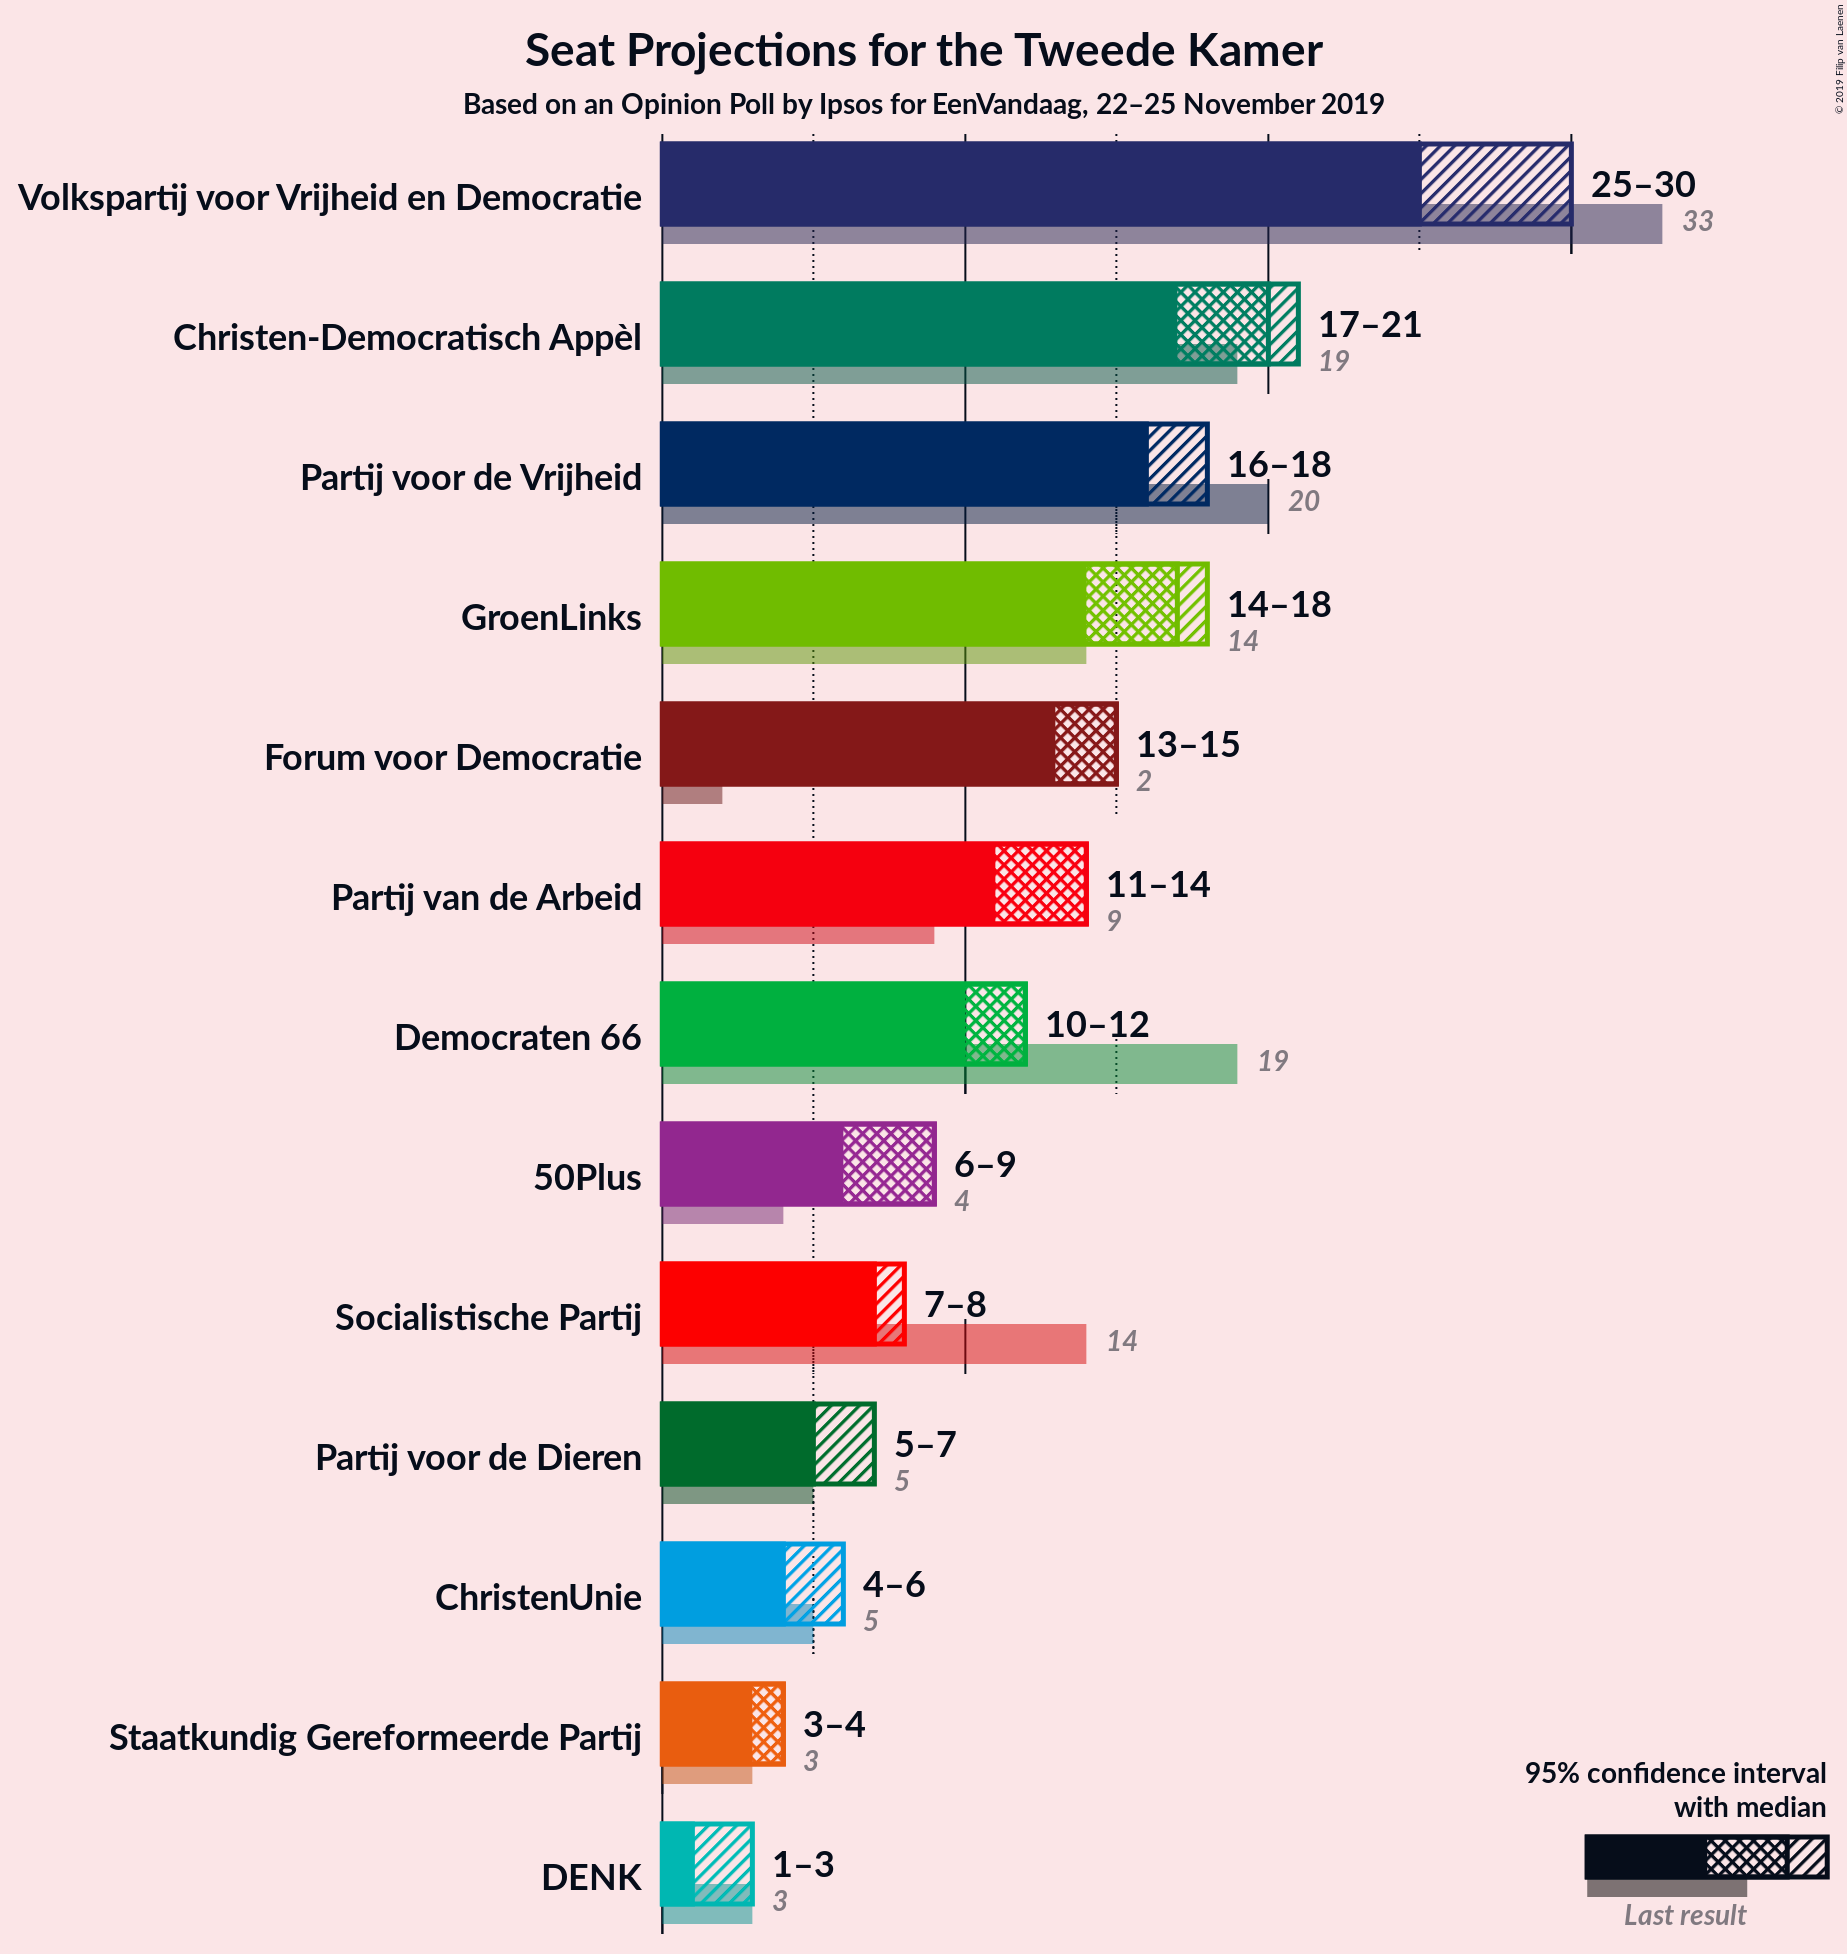 Seat Projections for the Tweede Kamer
Based on an Opinion Poll by Ipsos for EenVandaag, 22–25 November 2019
© 2019 Filip van Laenen
Volkspartij voor Vrijheid en Democratie
25–30
33
Christen-Democratisch Appèl
17–21
19
Partij voor de Vrijheid
16–18
20
GroenLinks
14–18
14
Forum voor Democratie
13–15
2
Partij van de Arbeid
11–14
9
Democraten 66
10–12
19
50Plus
6–9
4
Socialistische Partij
7–8
14
Partij voor de Dieren
5–7
5
ChristenUnie
4–6
5
Staatkundig Gereformeerde Partij
3–4
3
DENK
1–3
3
95% confidence interval
with median
Last result